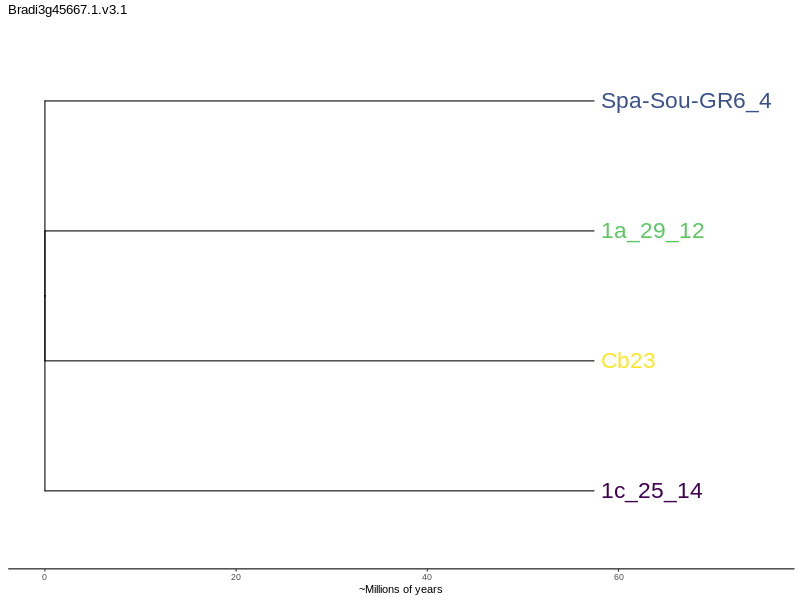 Bradi3g45667.1.v3.1
Spa-Sou-GR6_4
1a_29_12
Cb23
1c_25_14
0 20 40 60
~Millions of years